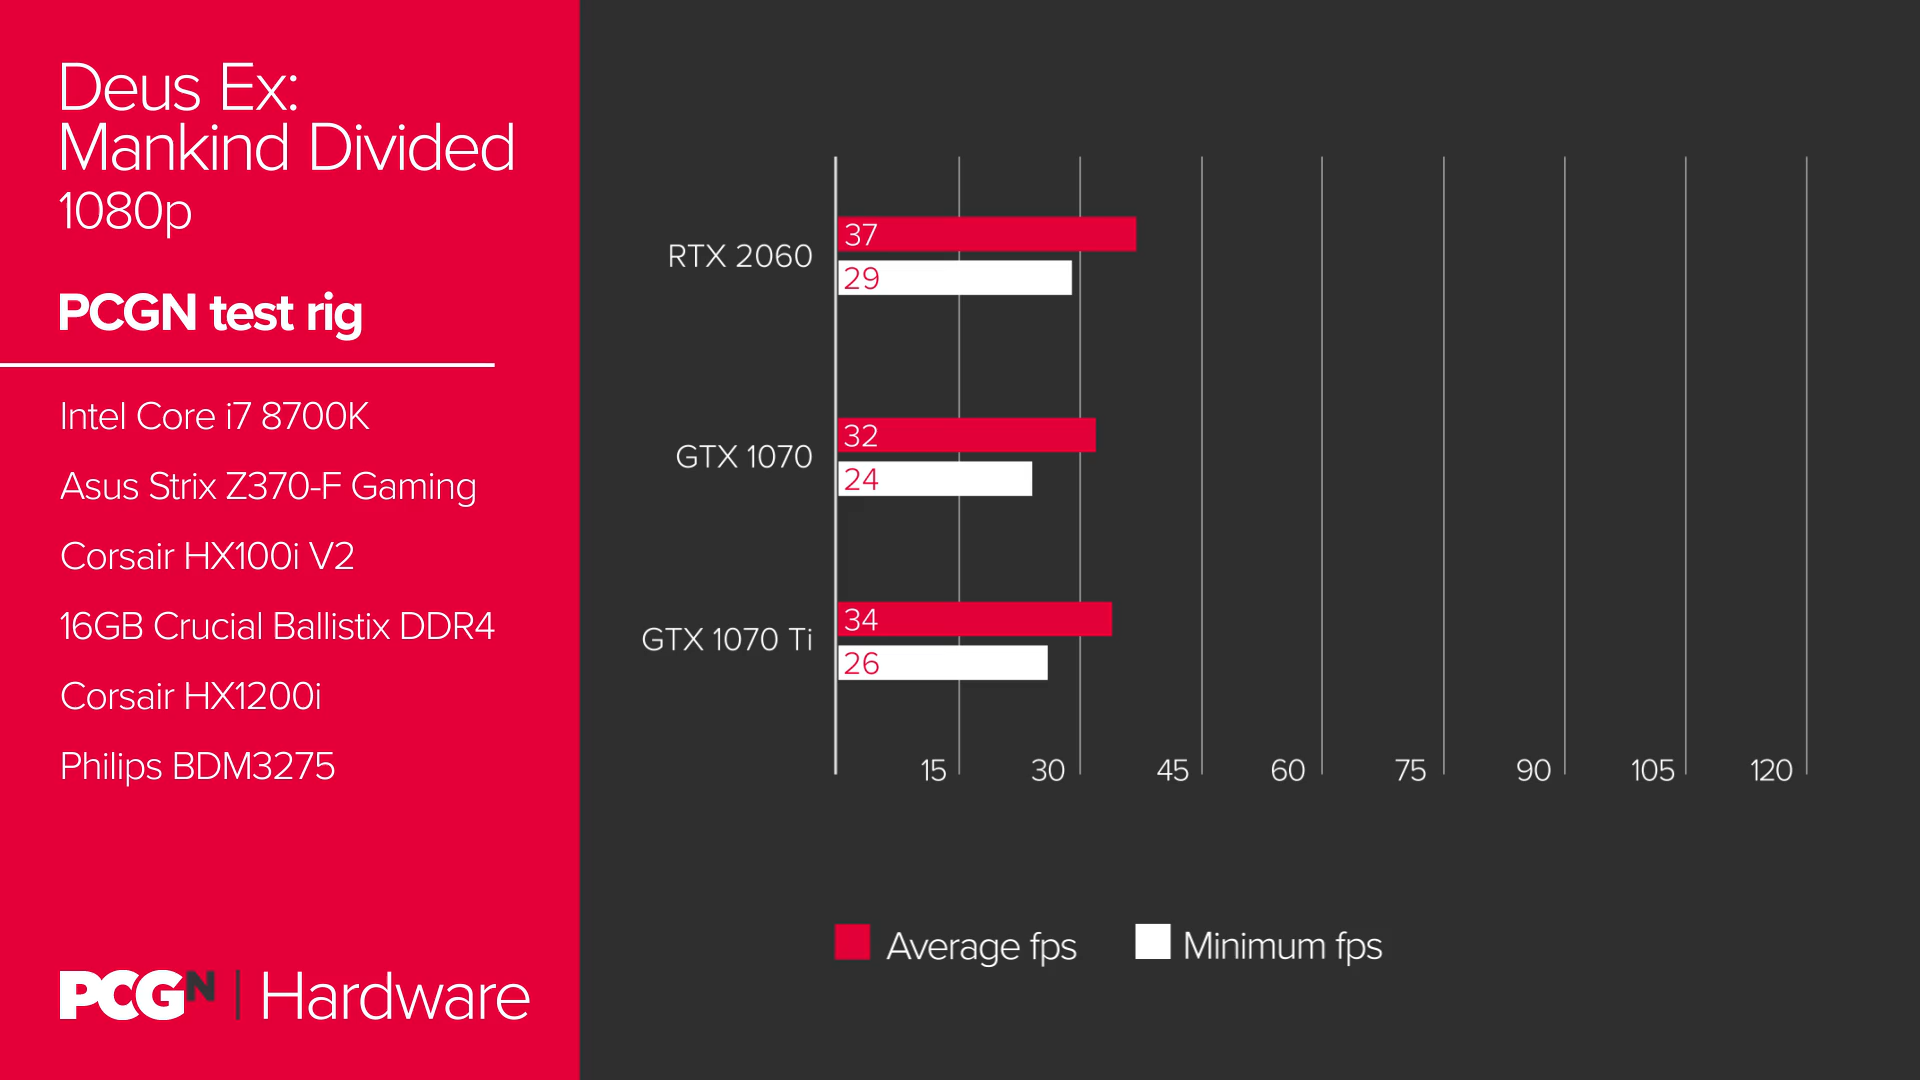 Deus Ex:
Mankind Divided
1080p
PCGN test rig
Intel Core i7 8700K
Asus Strix Z370-F Gaming
Corsair HX100i V2
16GB Crucial Ballistix DDR4
Corsair HX1200i
Philips BDM3275
PCGN | Hardware
RTX 2060
37
29
GTX 1070
32
24
GTX 1070 Ti
34
26
15 30 45 60 75 90 105 120
Average fps Minimum fps